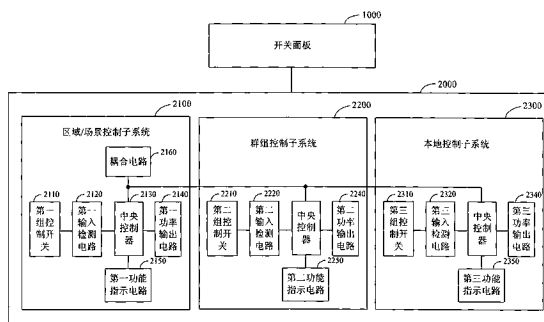 1000
开关面板
2000
2100
2200
2300
区域/场景控制子系统
群组控制子系统
本地控制子系统
2160
耦合电路
2110
2120
2130
2140
2210
2220
2230
2240
2310
2320
2330
2340
第一组控制开关
第一输入检测电路
中央控制器
第一功率输出电路
第二组控制开关
第二输入检测电路
中央控制器
第二功率输出电路
第三组控制开关
第三输入检测电路
中央控制器
第三功率输出电路
2150
第一功能指示电路
第二功能指示电路
2250
第三功能指示电路
2350